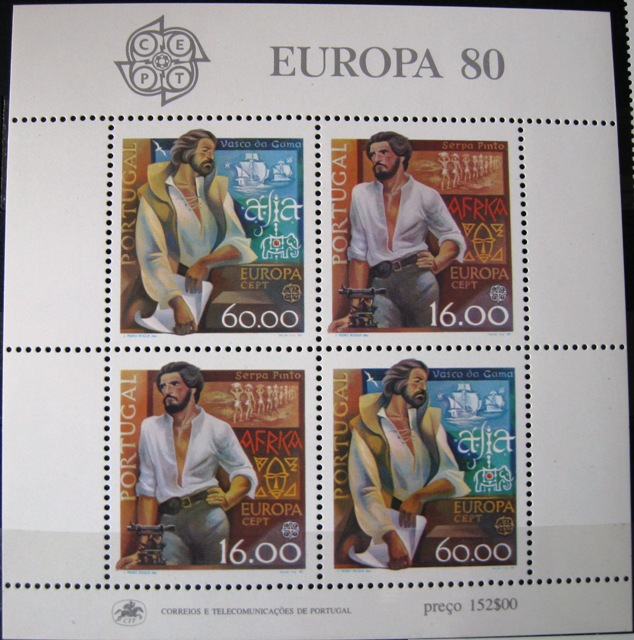 C E
P T
EUROPA 80
PORTUGAL
Vasco da Gama
aſia
EUROPA
CEPT
60.00
PORTUGAL
Serpa Pinto
AFRICA
EUROPA
CEPT
16.00
PORTUGAL
Serpa Pinto
AFRICA
EUROPA
CEPT
16.00
PORTUGAL
Vasco da Gama
aſia
EUROPA
CEPT
60.00
CTT
CORREIOS E TELECOMUNICAÇÕES DE PORTUGAL
preço 152$00